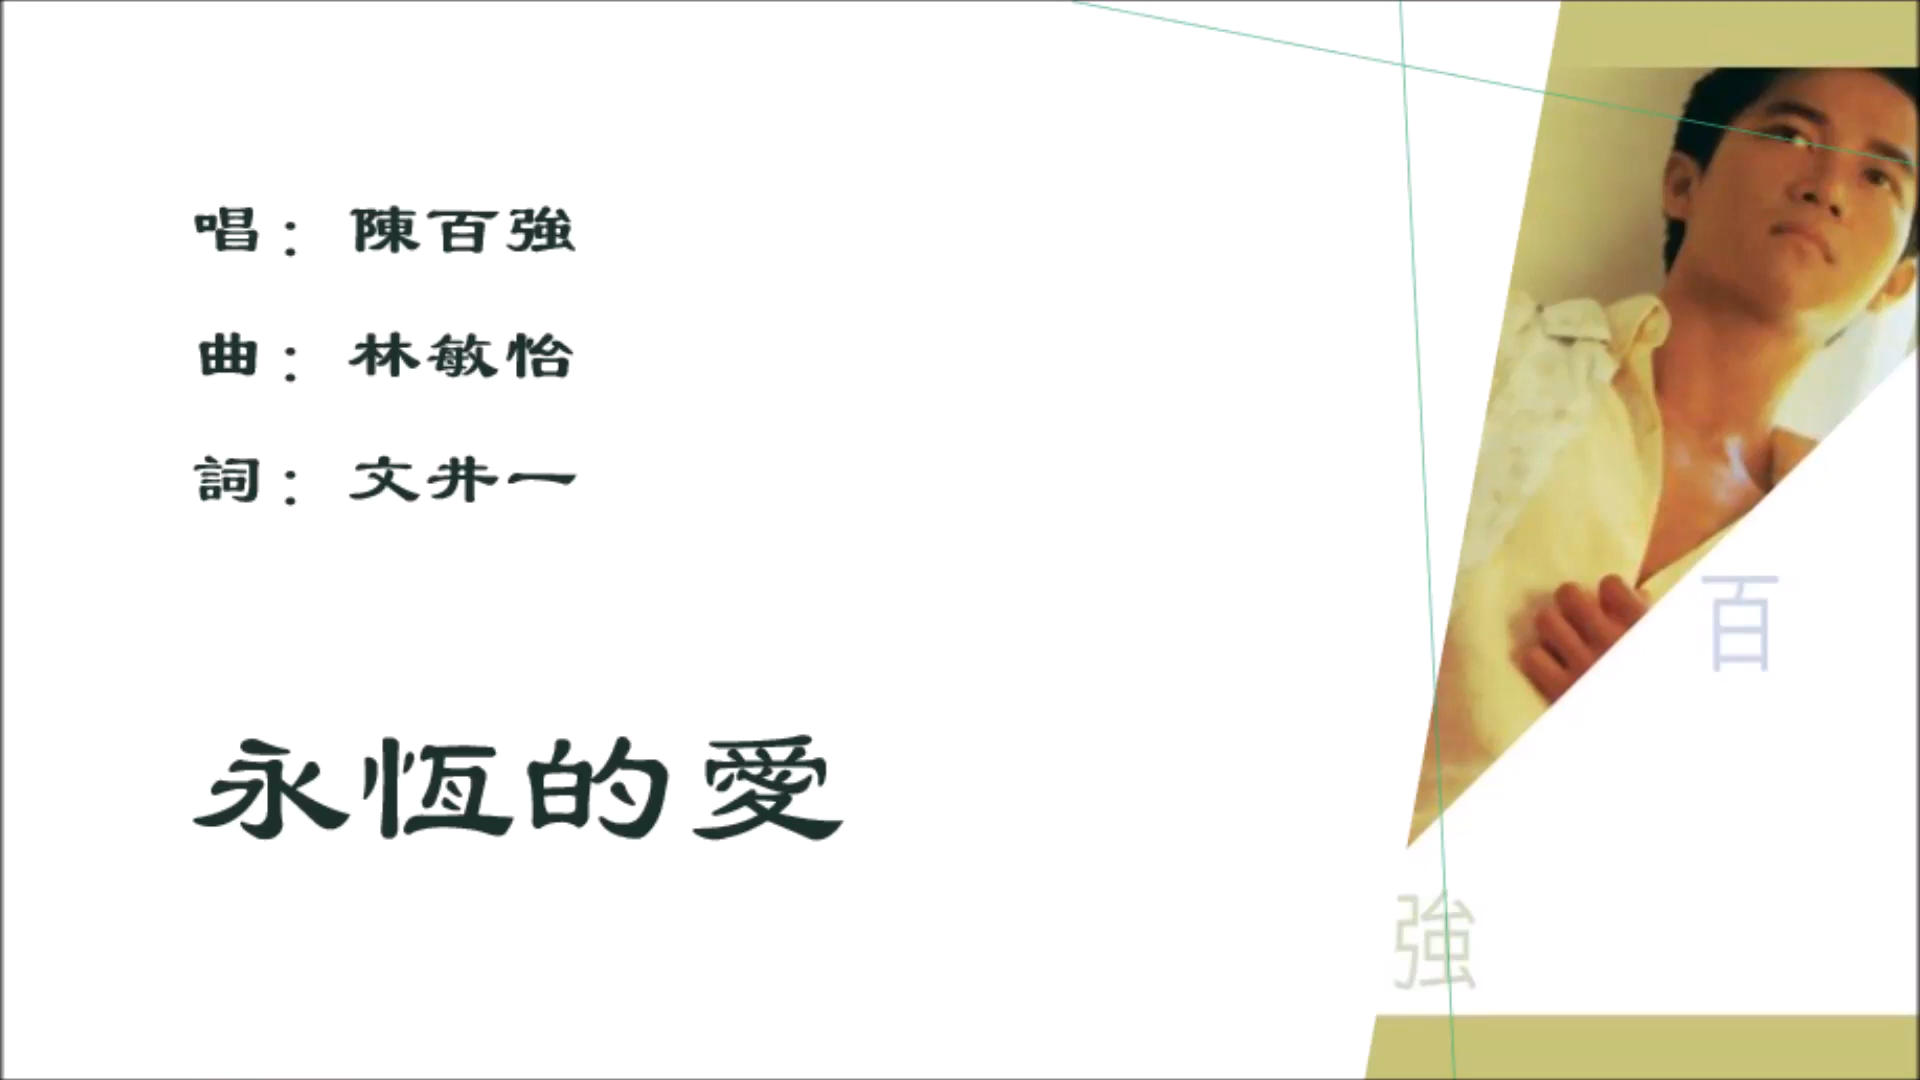 唱： 陳百強
曲： 林敏怡
詞： 文井一
永恆的愛
百
強